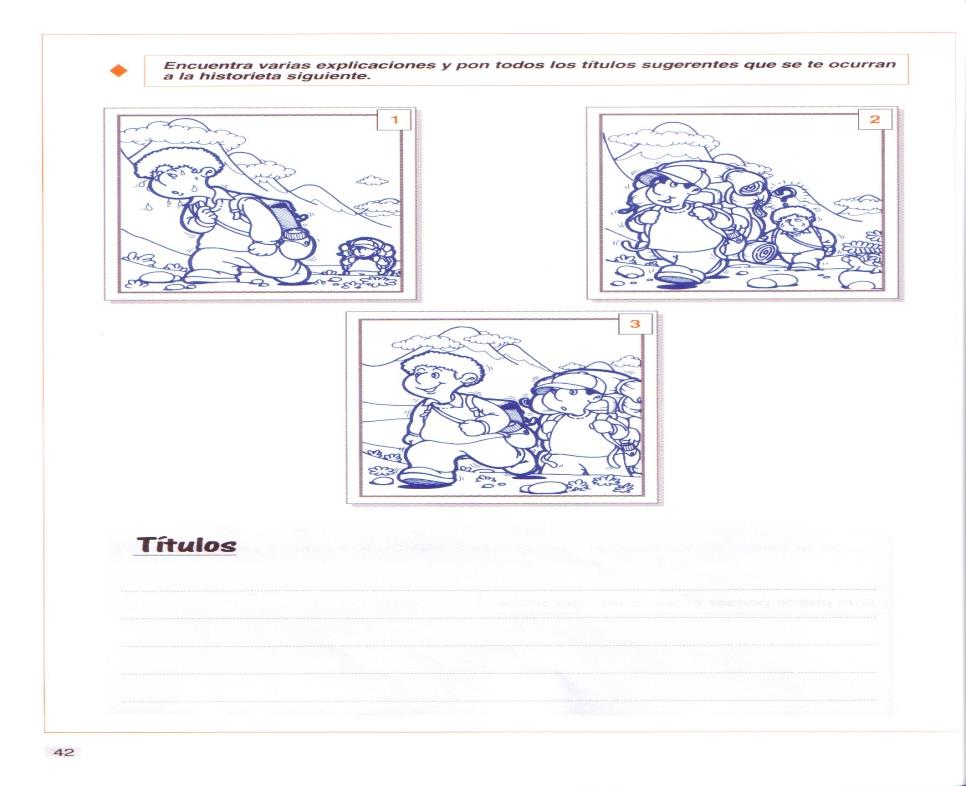 Encuentra varias explicaciones y pon todos los títulos sugerentes que se te ocurran
a la historieta siguiente.
1
2
?
3
Títulos
42